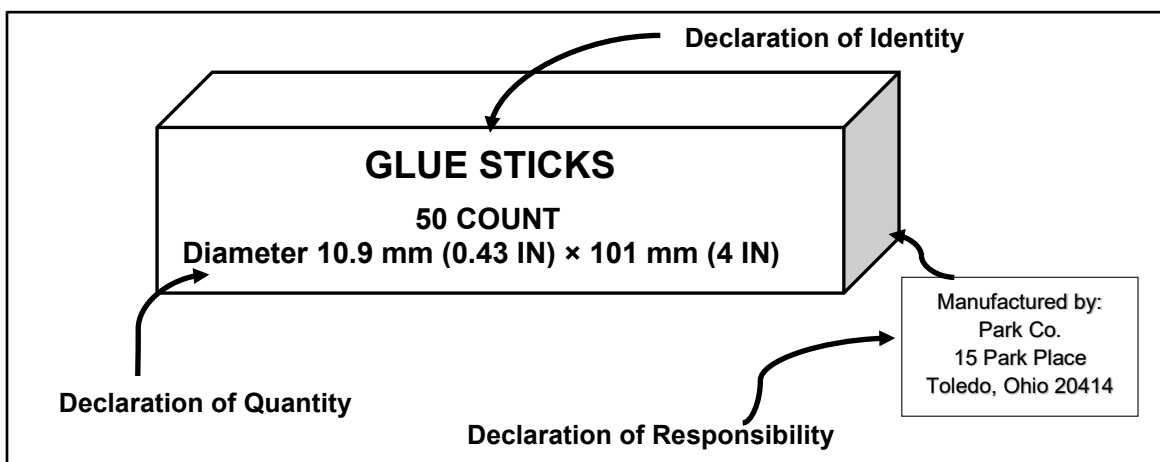 Declaration of Identity
GLUE STICKS
50 COUNT
Diameter 10.9 mm (0.43 IN) × 101 mm (4 IN)
Manufactured by:
Park Co.
15 Park Place
Toledo, Ohio 20414
Declaration of Quantity
Declaration of Responsibility